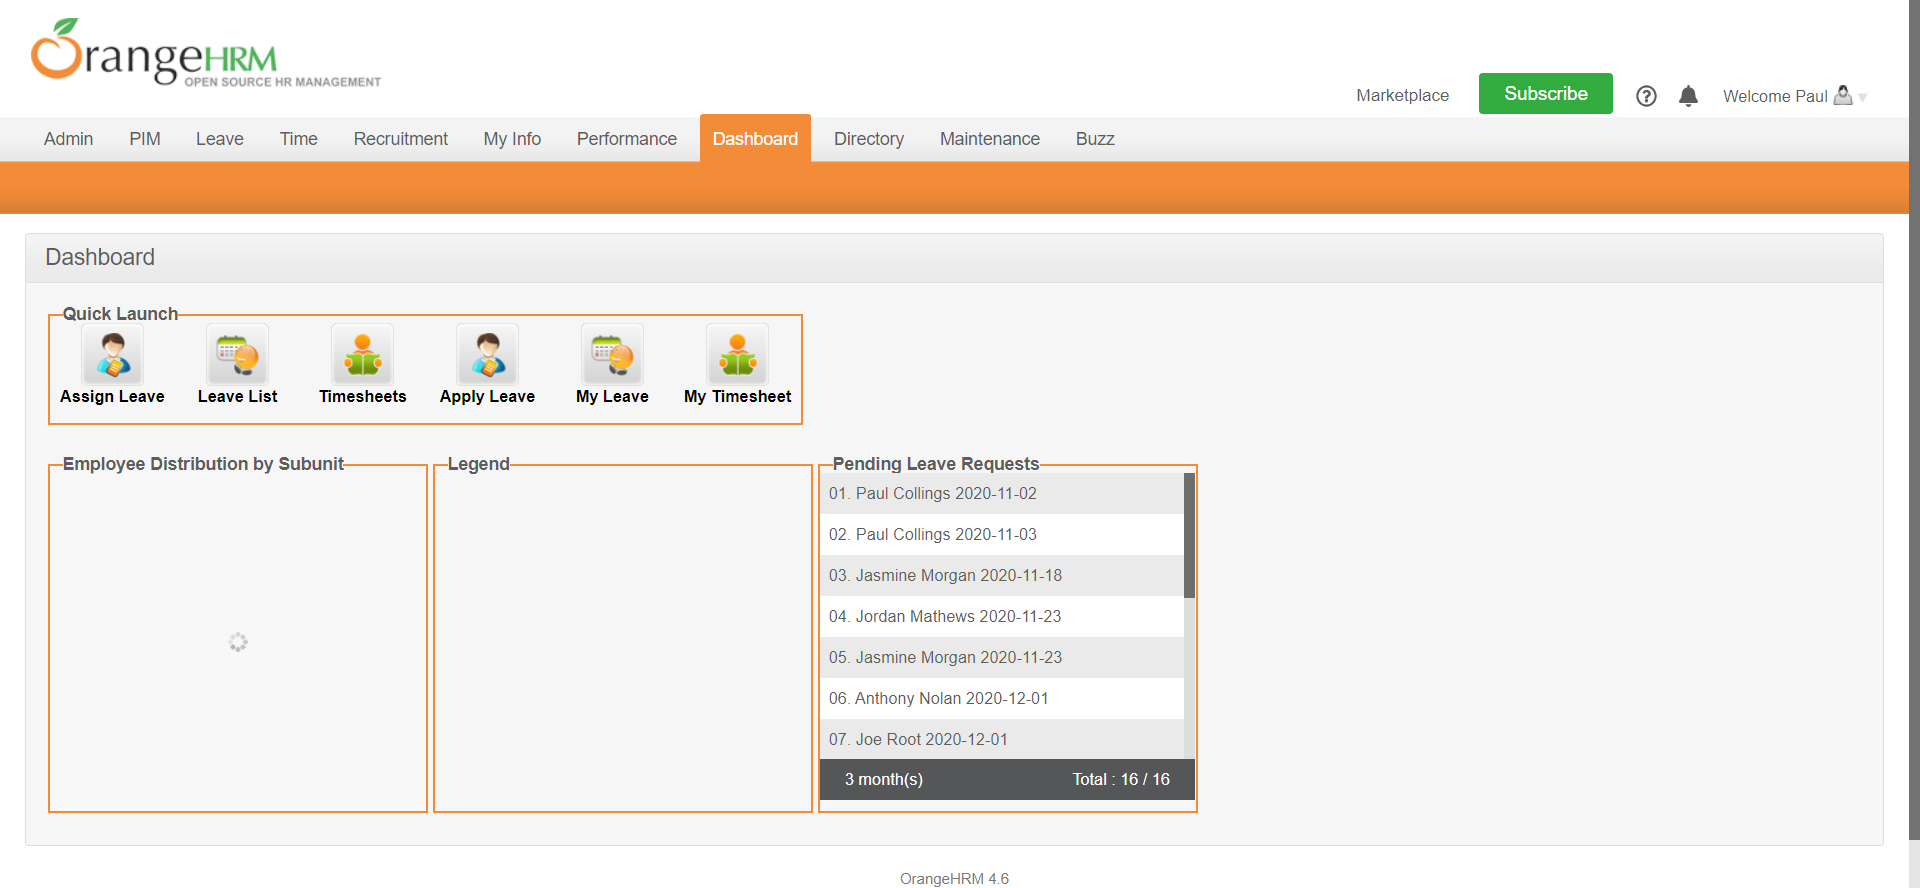 OrangeHRM
OPEN SOURCE HR MANAGEMENT
Marketplace
Subscribe
Welcome Paul
Admin
PIM
Leave
Time
Recruitment
My Info
Performance
Dashboard
Directory
Maintenance
Buzz
Dashboard
Quick Launch
Assign Leave
Leave List
Timesheets
Apply Leave
My Leave
My Timesheet
Employee Distribution by Subunit
Legend
Pending Leave Requests
01. Paul Collings 2020-11-02
02. Paul Collings 2020-11-03
03. Jasmine Morgan 2020-11-18
04. Jordan Mathews 2020-11-23
05. Jasmine Morgan 2020-11-23
06. Anthony Nolan 2020-12-01
07. Joe Root 2020-12-01
3 month(s)
Total : 16 / 16
OrangeHRM 4.6